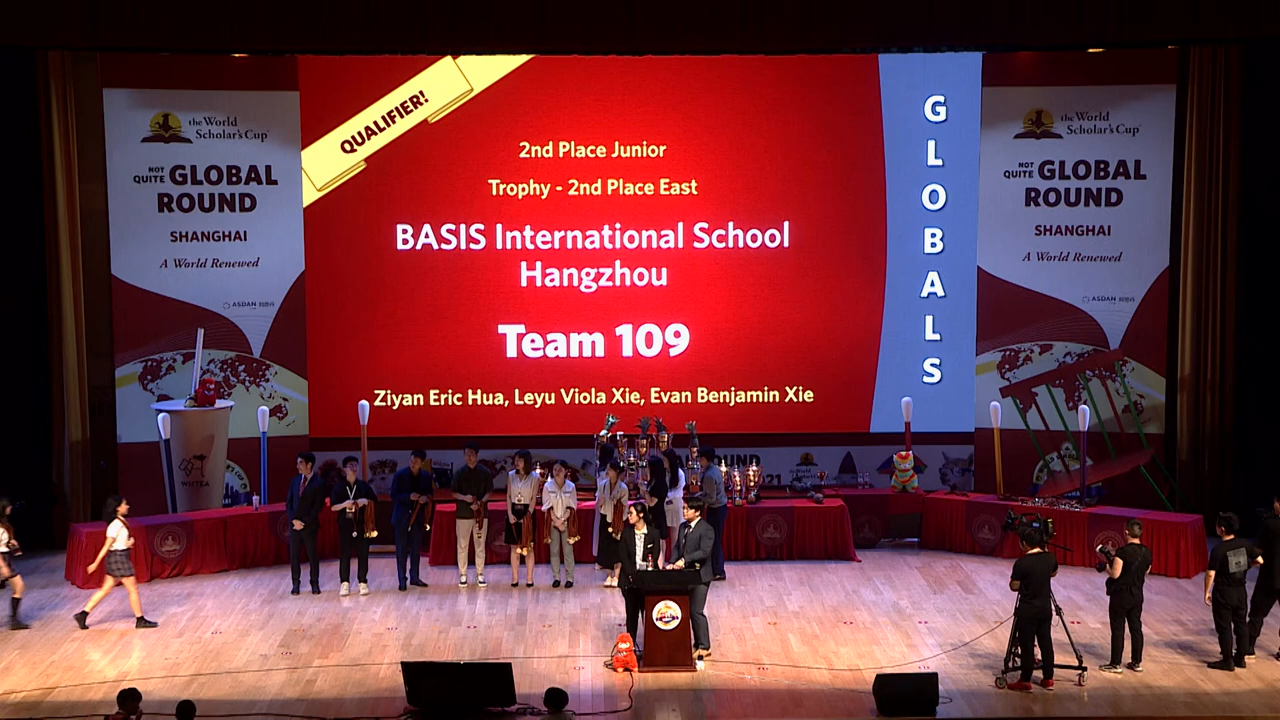 the World
Scholar's Cup
NOT QUITE GLOBAL
ROUND
SHANGHAI
A World Renewed
ASDAN
QUALIFIER!
2nd Place Junior
Trophy - 2nd Place East
BASIS International School
Hangzhou
Team 109
Ziyan Eric Hua, Leyu Viola Xie, Evan Benjamin Xie
GLOBALS
the World
Scholar's Cup
NOT QUITE GLOBAL
ROUND
SHANGHAI
A World Renewed
ASDAN